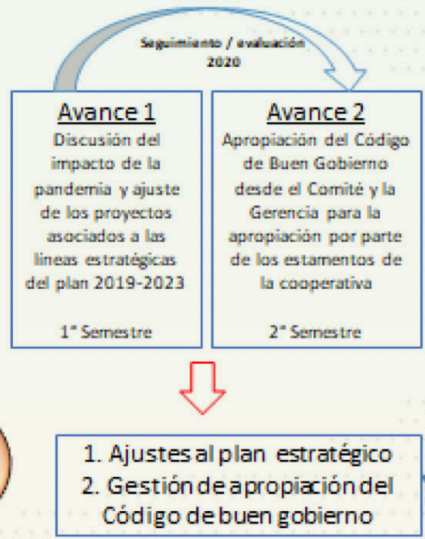 Seguimiento / evaluación
2020
Avance 1
Discusión del
impacto de la
pandemia y ajuste
de los proyectos
asociados a las
líneas estratégicas
del plan 2019-2023
1° Semestre
Avance 2
Apropiación del Código
de Buen Gobierno
desde el Comité y la
Gerencia para la
apropiación por parte
de los estamentos de
la cooperativa
2° Semestre
1. Ajustes al plan estratégico
2. Gestión de apropiación del
Código de buen gobierno